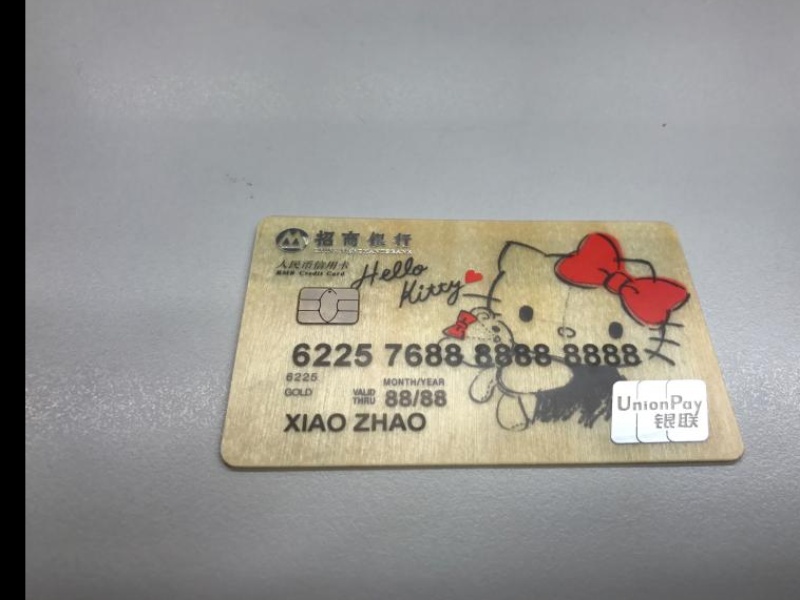 招商银行
人民币信用卡
RMB Credit Card
Hello
Kitty
6225 7688 8888 8888
6225
MONTH/YEAR
GOLD
VALID
THRU
88/88
XIAO ZHAO
UnionPay
银联